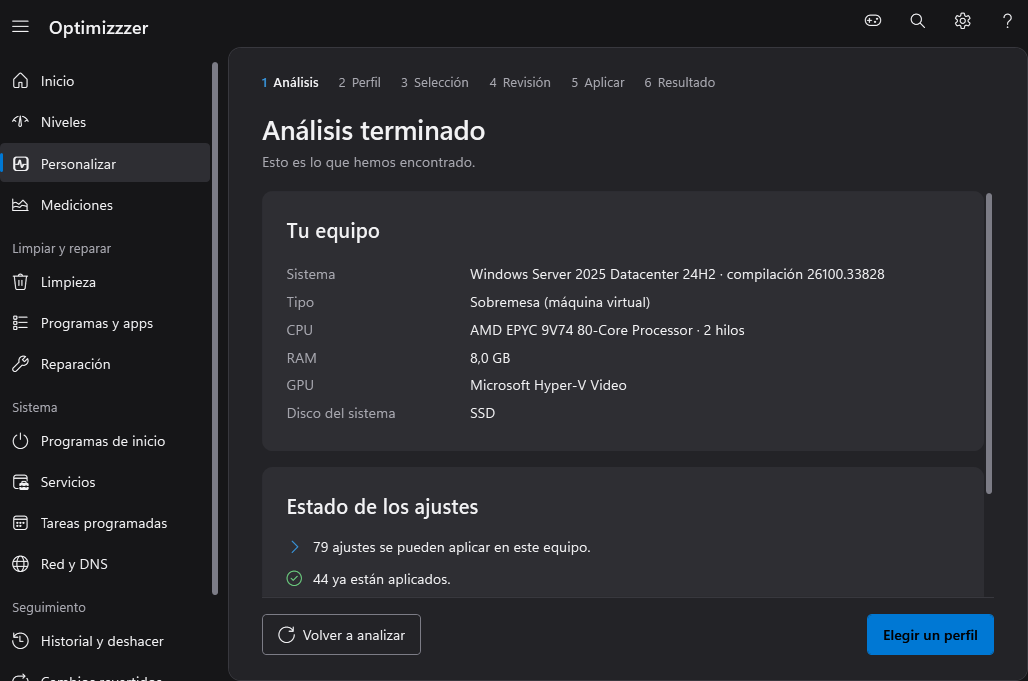 Optimizzzer
Inicio
Niveles
Personalizar
Mediciones
Limpiar y reparar
Limpieza
Programas y apps
Reparación
Sistema
Programas de inicio
Servicios
Tareas programadas
Red y DNS
Seguimiento
Historial y deshacer
Cambios revertidos
1 Análisis 2 Perfil 3 Selección 4 Revisión 5 Aplicar 6 Resultado
Análisis terminado
Esto es lo que hemos encontrado.
Tu equipo
Sistema Windows Server 2025 Datacenter 24H2 · compilación 26100.33828
Tipo Sobremesa (máquina virtual)
CPU AMD EPYC 9V74 80-Core Processor · 2 hilos
RAM 8,0 GB
GPU Microsoft Hyper-V Video
Disco del sistema SSD
Estado de los ajustes
79 ajustes se pueden aplicar en este equipo.
44 ya están aplicados.
Volver a analizar
Elegir un perfil